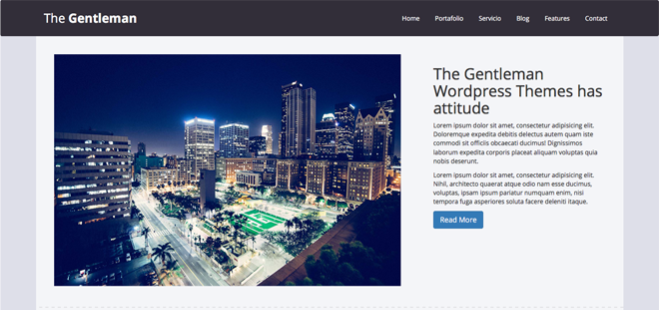 The Gentleman
Home Portafolio Servicio Blog Features Contact
The Gentleman
Wordpress Themes has
attitude
Lorem ipsum dolor sit amet, consectetur adipisicing elit.
Doloremque expedita debitis delectus autem quam iste
commodi sit officiis obcaecati ducimus! Dignissimos
laborum expedita corporis placeat aliquam voluptas quia
nobis deserunt.
Lorem ipsum dolor sit amet, consectetur adipisicing elit.
Nihil, architecto quaerat atque odio nam esse ducimus,
voluptas, ipsam ipsum pariatur numquam enim, nisi
tempora fuga asperiores soluta facere deleniti itaque.
Read More